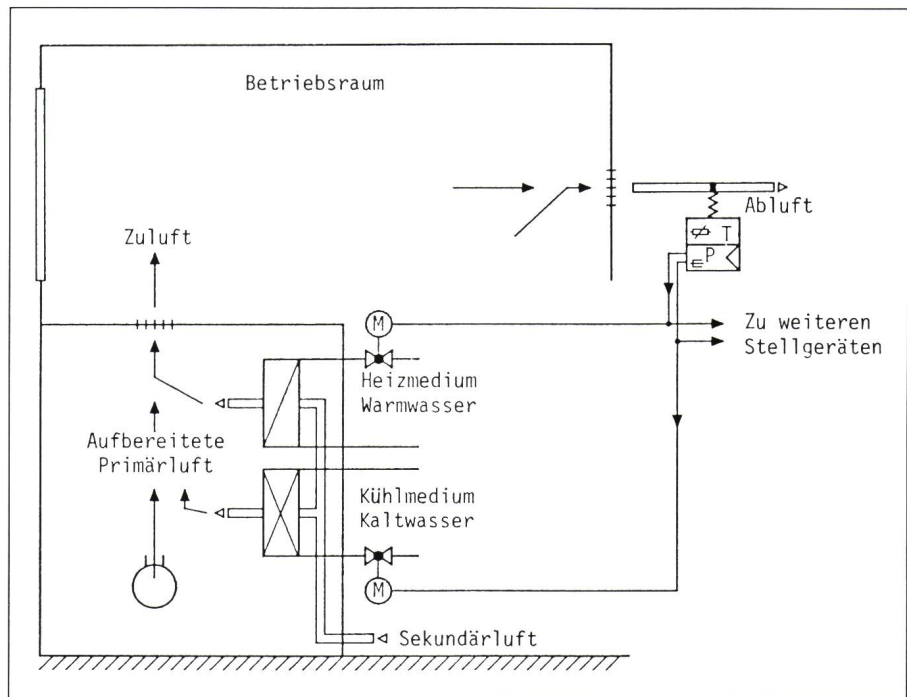 Betriebsraum
Abluft
T
P
Zuluft
M
Zu weiteren
Stellgeräten
Heizmedium
Warmwasser
Aufbereitete
Primärluft
Kühlmedium
Kaltwasser
M
Sekundärluft